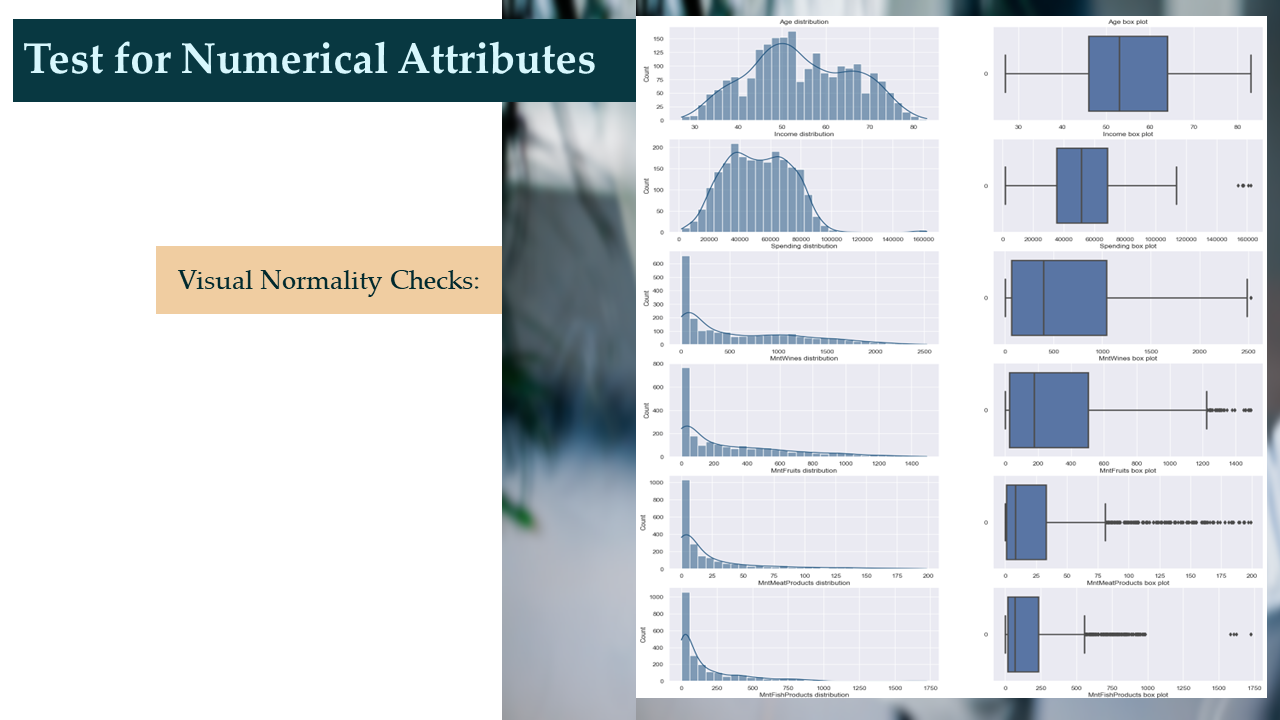 Test for Numerical Attributes
Visual Normality Checks:
Age distribution
Count
150
125
100
75
50
25
0
30 40 50 60 70 80
Age box plot
0
30 40 50 60 70 80
Income distribution
Count
200
150
100
50
0
0 20000 40000 60000 80000 100000 120000 140000 160000
Income box plot
0
0 20000 40000 60000 80000 100000 120000 140000 160000
Spending distribution
Count
600
500
400
300
200
100
0
0 500 1000 1500 2000 2500
Spending box plot
0
0 500 1000 1500 2000 2500
MntWines distribution
Count
800
600
400
200
0
0 200 400 600 800 1000 1200 1400
MntWines box plot
0
0 200 400 600 800 1000 1200 1400
MntFruits distribution
Count
1000
800
600
400
200
0
0 25 50 75 100 125 150 175 200
MntFruits box plot
0
0 25 50 75 100 125 150 175 200
MntMeatProducts distribution
Count
1000
800
600
400
200
0
0 250 500 750 1000 1250 1500 1750
MntMeatProducts box plot
0
0 250 500 750 1000 1250 1500 1750
MntFishProducts distribution
MntFishProducts box plot